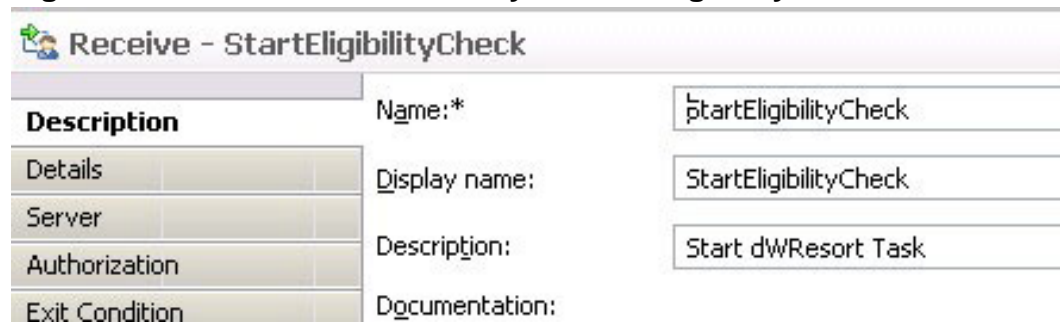 Receive - StartEligibilityCheck
Description
Details
Server
Authorization
Exit Condition
Name:* StartEligibilityCheck
Display name: StartEligibilityCheck
Description: Start dWResort Task
Documentation: